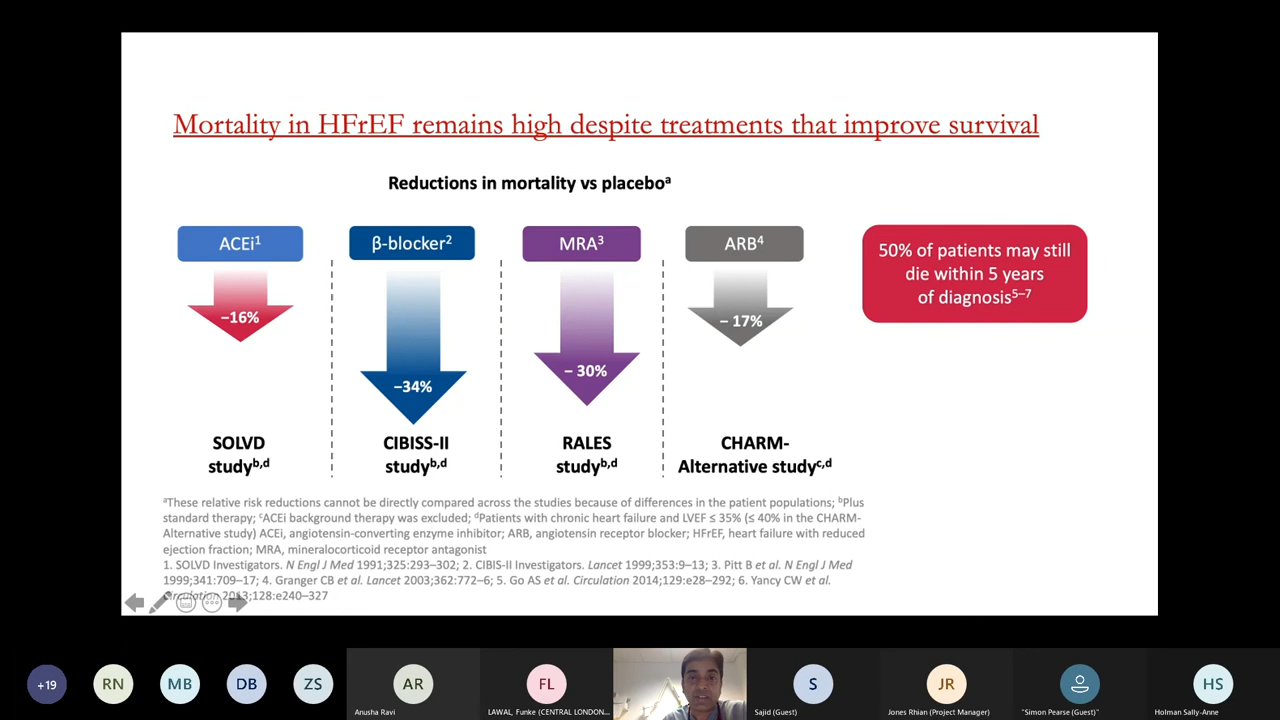 Mortality in HFrEF remains high despite treatments that improve survival
Reductions in mortality vs placeboᵃ
ACEi¹
β-blocker²
MRA³
ARB⁴
50% of patients may still
die within 5 years
of diagnosis⁵⁻⁷
−16%
−34%
− 30%
− 17%
SOLVD
studyᵇ,ᵈ
CIBISS-II
studyᵇ,ᵈ
RALES
studyᵇ,ᵈ
CHARM-
Alternative studyᶜ,ᵈ
ᵃThese relative risk reductions cannot be directly compared across the studies because of differences in the patient populations; ᵇPlus
standard therapy; ᶜACEi background therapy was excluded; ᵈPatients with chronic heart failure and LVEF ≤ 35% (≤ 40% in the CHARM-
Alternative study) ACEi, angiotensin-converting enzyme inhibitor; ARB, angiotensin receptor blocker; HFrEF, heart failure with reduced
ejection fraction; MRA, mineralocorticoid receptor antagonist
1. SOLVD Investigators. N Engl J Med 1991;325:293–302; 2. CIBIS-II Investigators. Lancet 1999;353:9–13; 3. Pitt B et al. N Engl J Med
1999;341:709–17; 4. Granger CB et al. Lancet 2003;362:772–6; 5. Go AS et al. Circulation 2014;129:e28–292; 6. Yancy CW et al.
Circulation 2013;128:e240–327
+19
RN
MB
DB
ZS
AR
FL
S
JR
HS
Anusha Ravi
LAWAL, Funke (CENTRAL LONDON...
Sajid (Guest)
Jones Rhian (Project Manager)
"Simon Pearse (Guest)"
Holman Sally-Anne